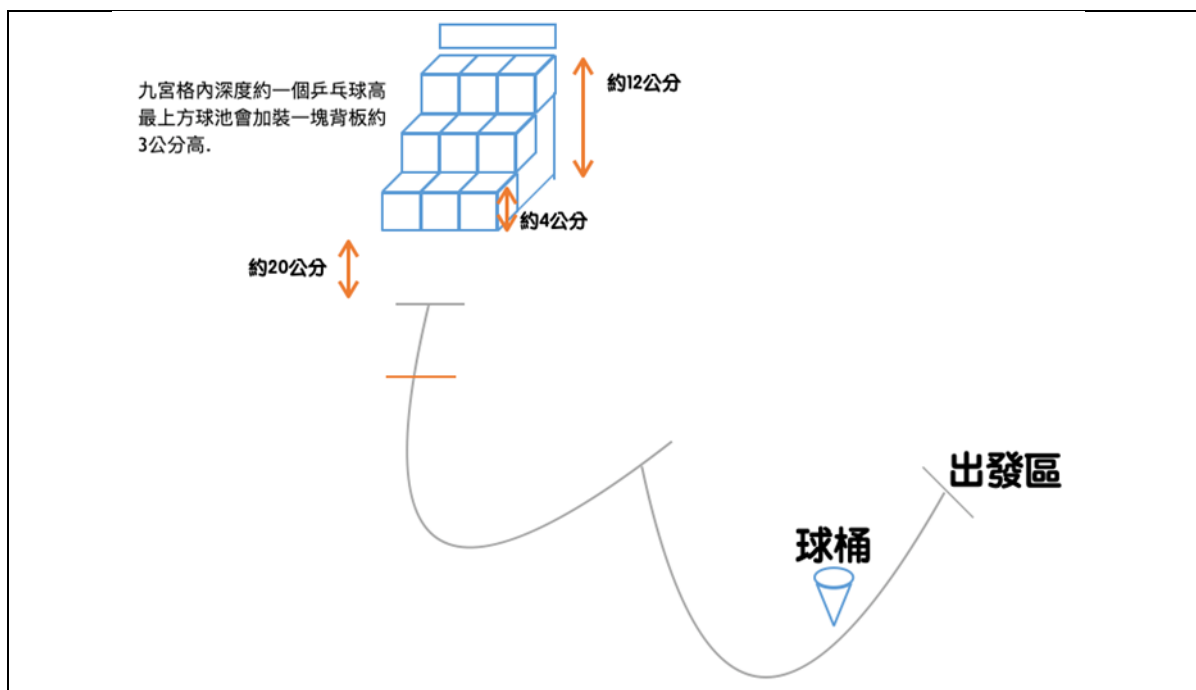 九宮格內深度約一個乒乓球高
最上方球池會加裝一塊背板約
3公分高.
約12公分
約4公分
約20公分
出發區
球桶